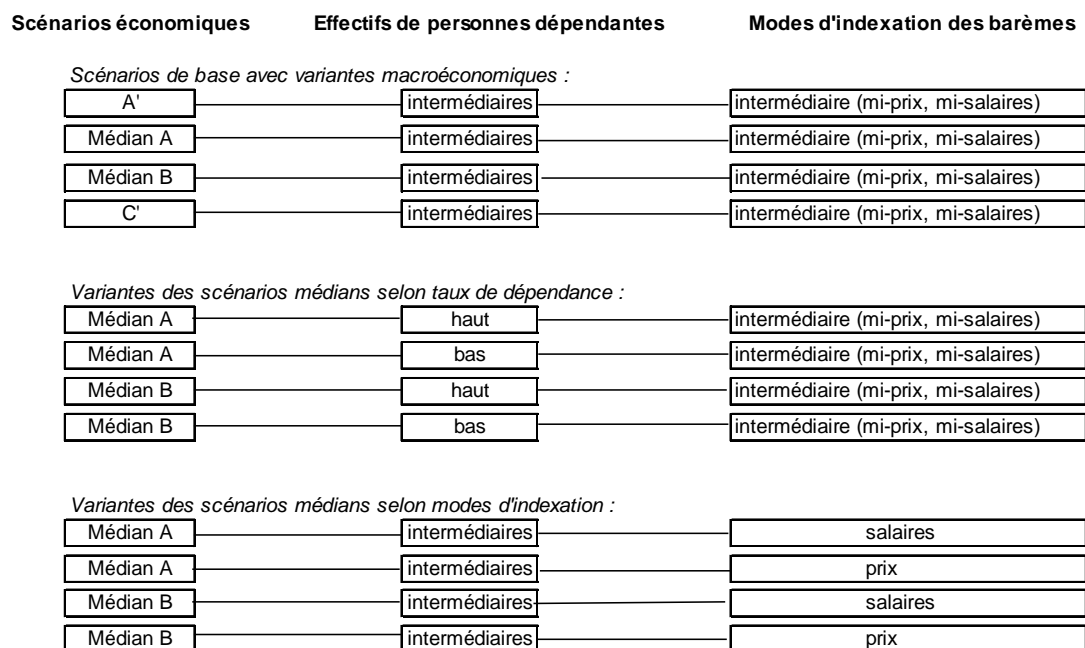 Scénarios économiques Effectifs de personnes dépendantes Modes d'indexation des barèmes
Scénarios de base avec variantes macroéconomiques :
A' intermédiaires intermédiaire (mi-prix, mi-salaires)
Médian A intermédiaires intermédiaire (mi-prix, mi-salaires)
Médian B intermédiaires intermédiaire (mi-prix, mi-salaires)
C' intermédiaires intermédiaire (mi-prix, mi-salaires)
Variantes des scénarios médians selon taux de dépendance :
Médian A haut intermédiaire (mi-prix, mi-salaires)
Médian A bas intermédiaire (mi-prix, mi-salaires)
Médian B haut intermédiaire (mi-prix, mi-salaires)
Médian B bas intermédiaire (mi-prix, mi-salaires)
Variantes des scénarios médians selon modes d'indexation :
Médian A intermédiaires salaires
Médian A intermédiaires prix
Médian B intermédiaires salaires
Médian B intermédiaires prix